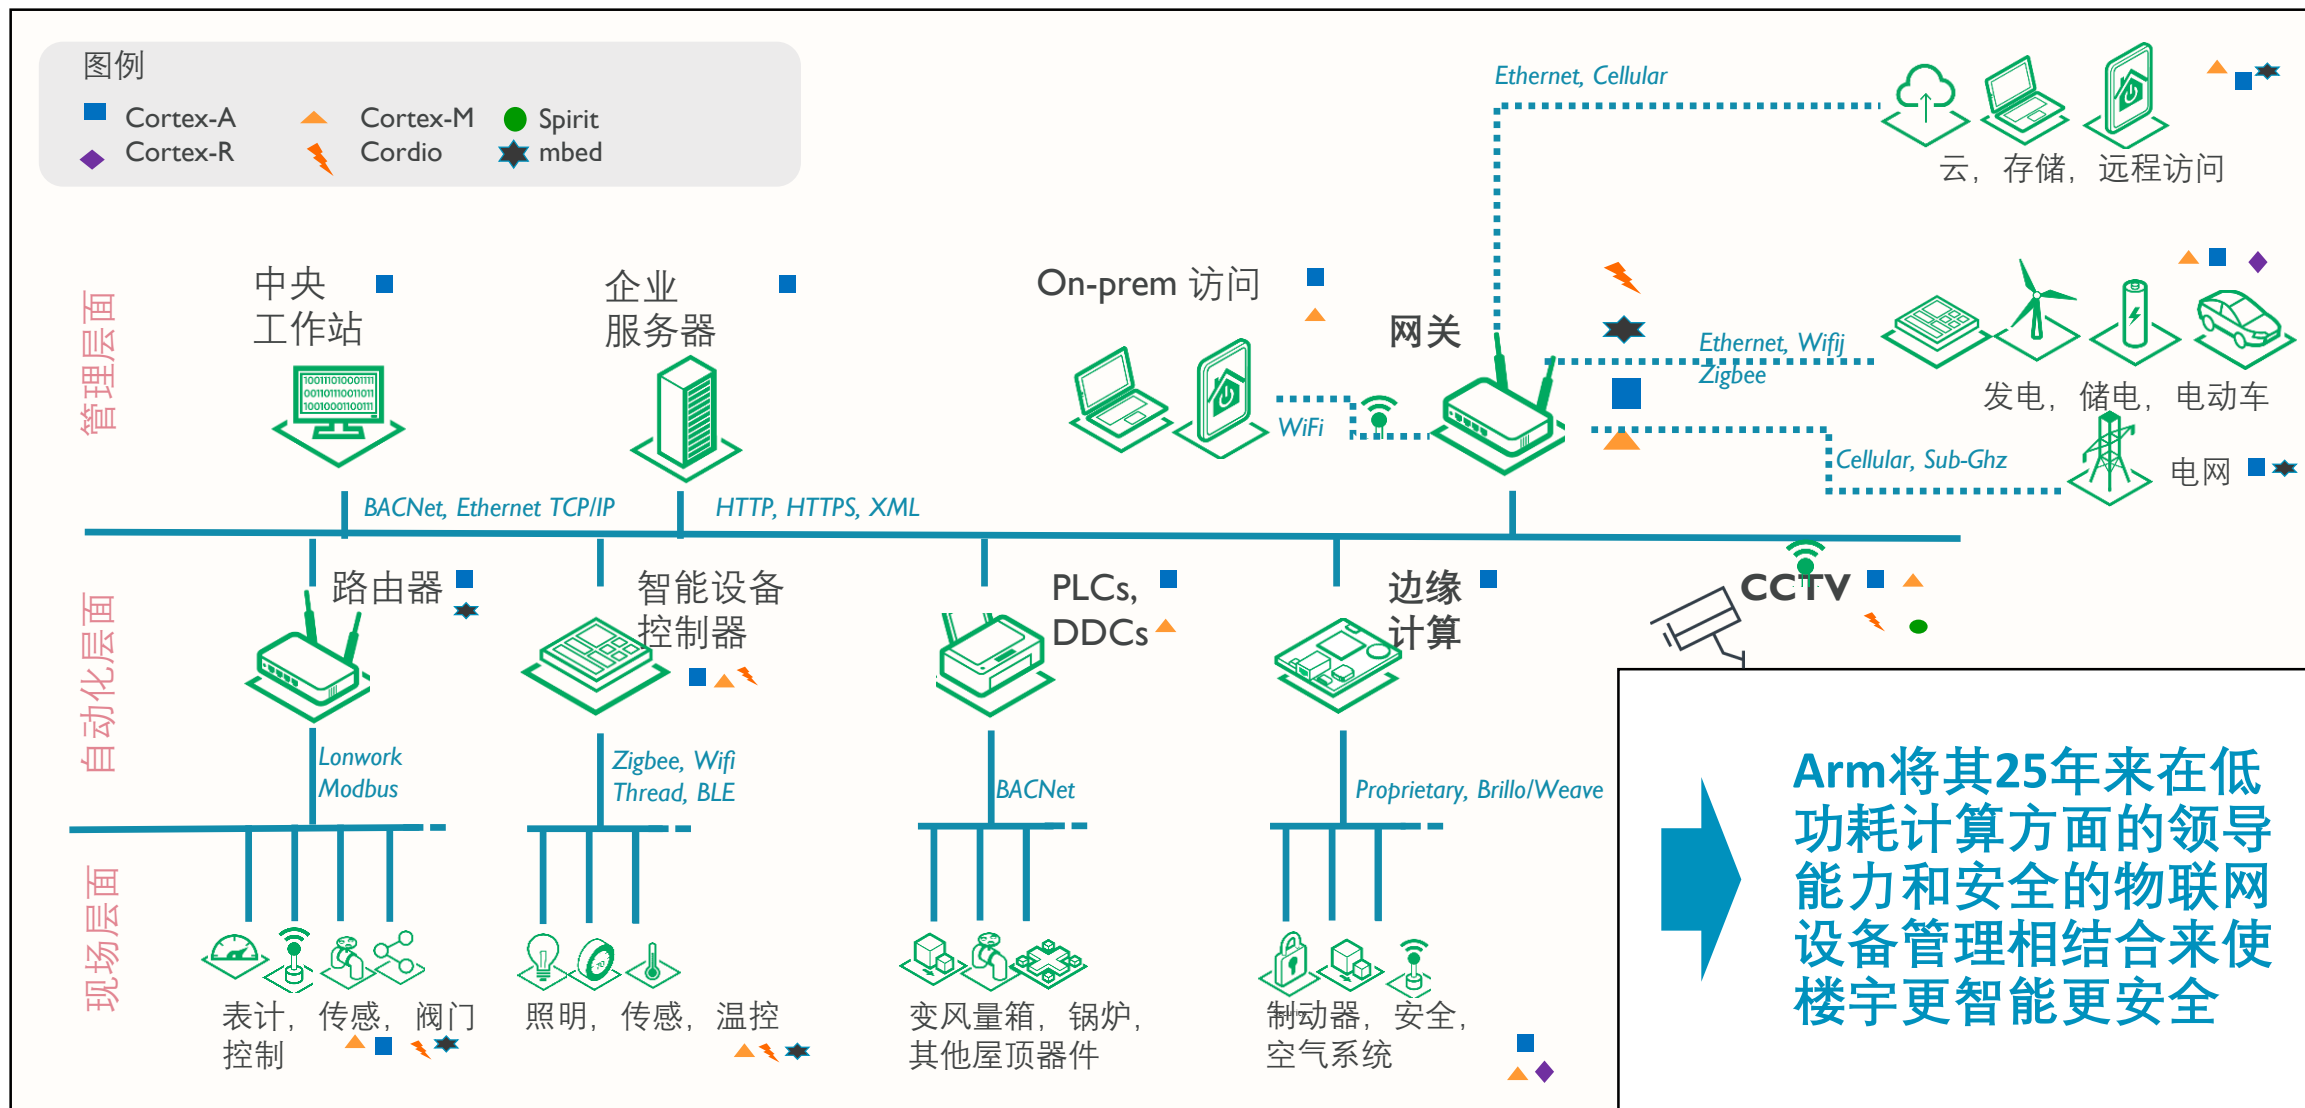 图例
Cortex-A
Cortex-M
Spirit
Cortex-R
Cordio
mbed
Ethernet, Cellular
云，存储，远程访问
管理层面
中央
工作站
企业
服务器
On-prem 访问
网关
Ethernet, Wifij
Zigbee
发电，储电，电动车
WiFi
Cellular, Sub-Ghz
电网
100111010001111
110101110011011
10010001100111
BACNet, Ethernet TCP/IP
HTTP, HTTPS, XML
自动化层面
路由器
智能设备
控制器
PLCs,
DDCs
边缘
计算
CCTV
Lonwork
Modbus
Zigbee, Wifi
Thread, BLE
BACNet
Proprietary, Brillo/Weave
现场层面
70
表计，传感，阀门
控制
照明，传感，温控
变风量箱，锅炉，
其他屋顶器件
制动器，安全，
空气系统
Arm将其25年来在低
功耗计算方面的领导
能力和安全的物联网
设备管理相结合来使
楼宇更智能更安全